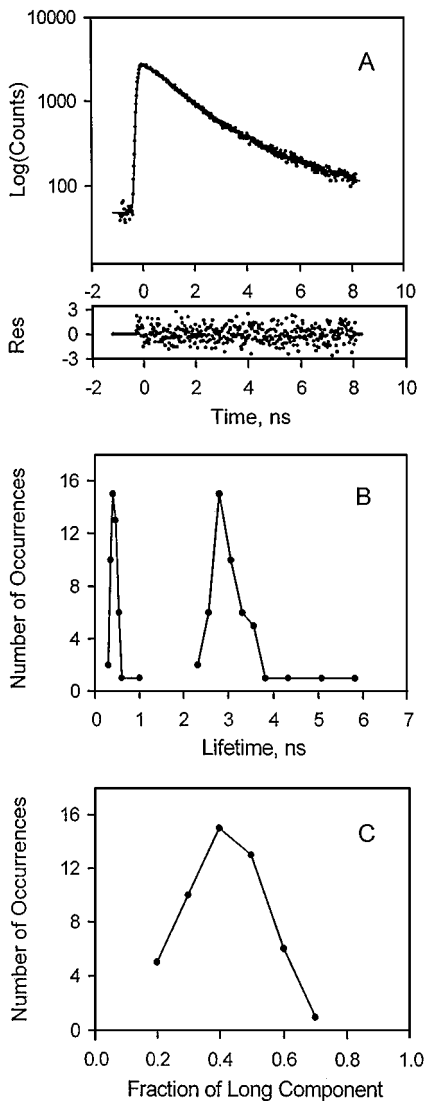 10000
A
1000
Log(Counts)
100
-2 0 2 4 6 8 10
3
Res
0
-3
-2 0 2 4 6 8 10
Time, ns
16
B
12
Number of Occurrences
8
4
0
0 1 2 3 4 5 6 7
Lifetime, ns
16
C
12
Number of Occurrences
8
4
0
0.0 0.2 0.4 0.6 0.8 1.0
Fraction of Long Component